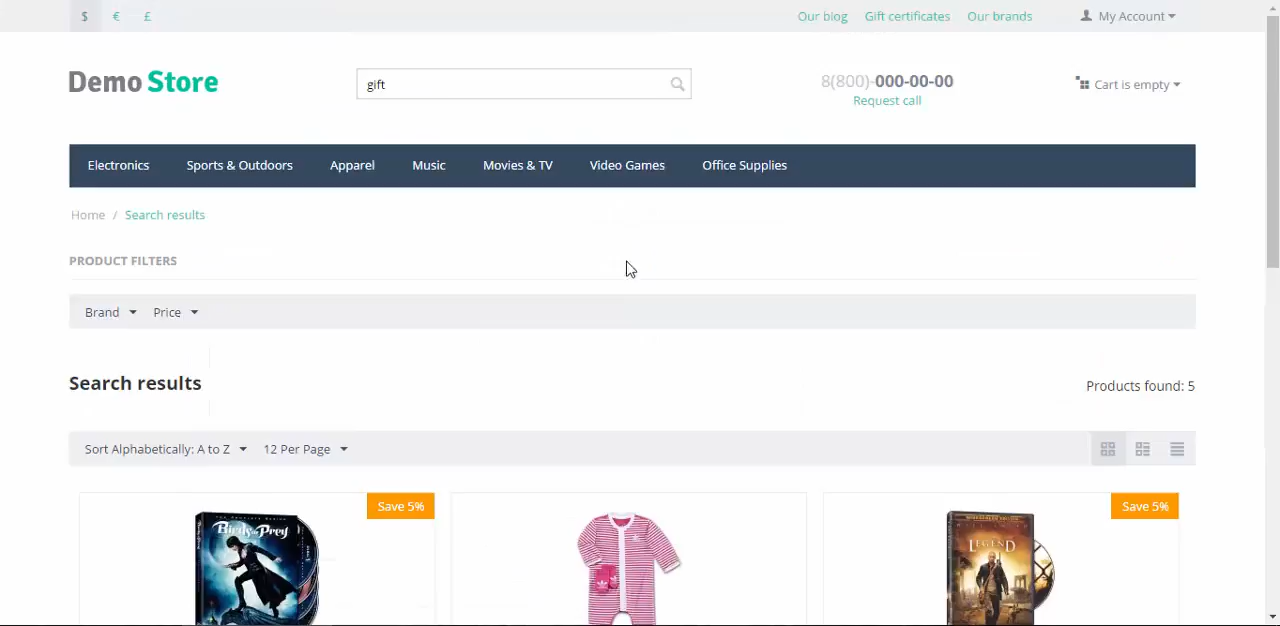 $ € £ Our blog Gift certificates Our brands My Account
Demo Store gift 8(800)-000-00-00 Cart is empty
Request call
Electronics Sports & Outdoors Apparel Music Movies & TV Video Games Office Supplies
Home / Search results
PRODUCT FILTERS
Brand Price
Search results Products found: 5
Sort Alphabetically: A to Z 12 Per Page
Save 5% Save 5%
Birds of Prey
LEGEND